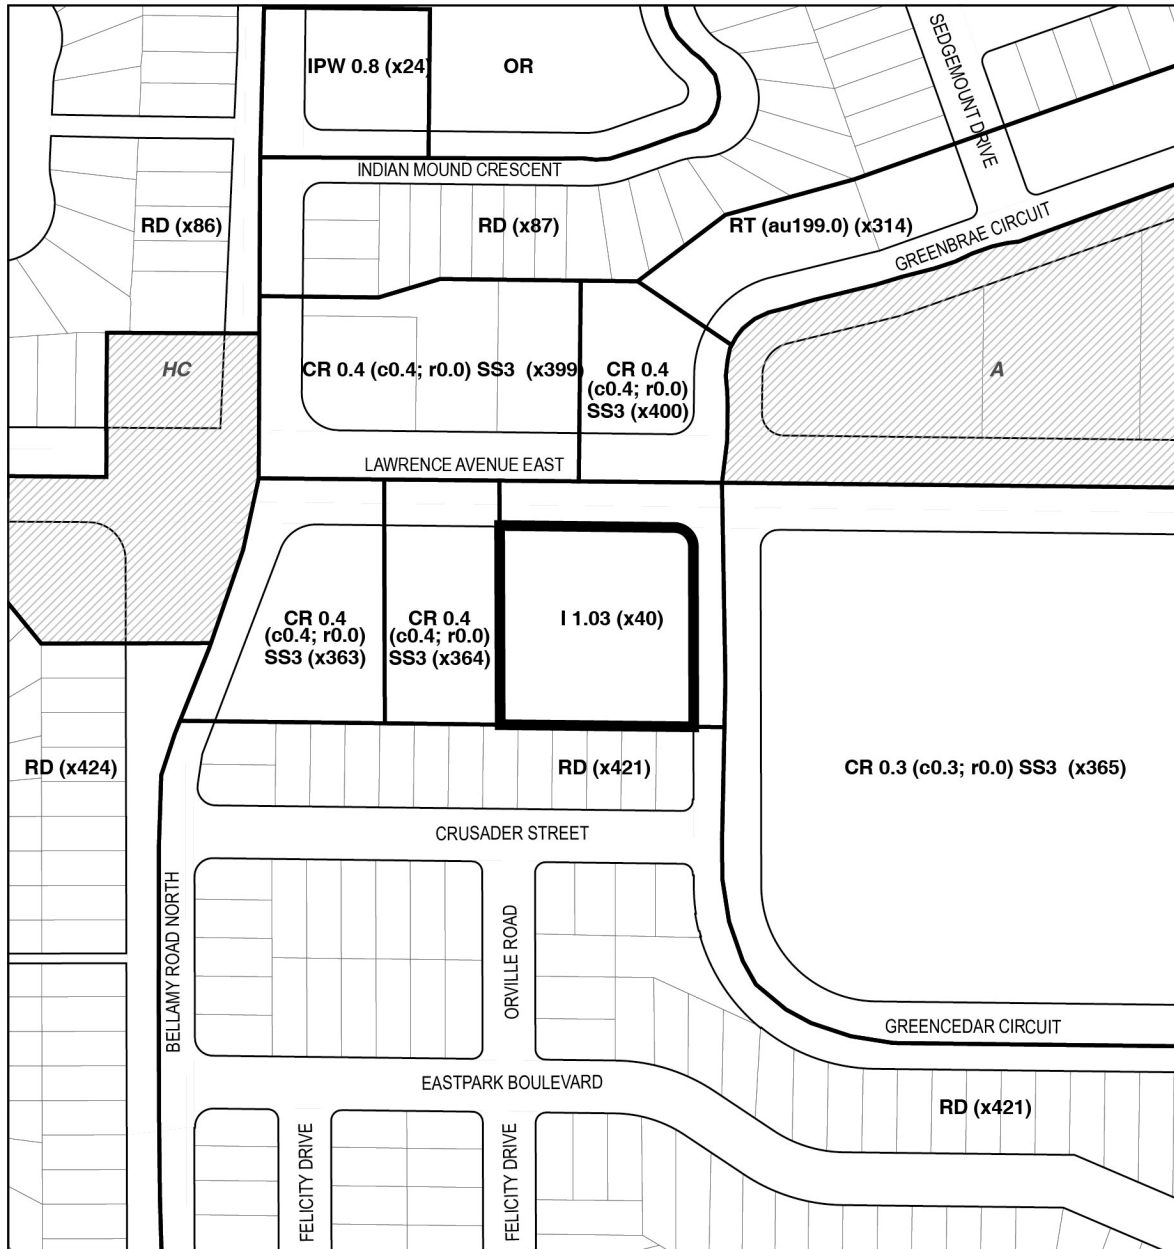 SEDGEMOUNT DRIVE
IPW 0.8 (x24)
OR
INDIAN MOUND CRESCENT
RD (x86)
RD (x87)
RT (au199.0) (x314)
GREENBRAE CIRCUIT
HC
CR 0.4 (c0.4; r0.0) SS3 (x399)
CR 0.4
(c0.4; r0.0)
SS3 (x400)
A
LAWRENCE AVENUE EAST
CR 0.4
(c0.4; r0.0)
SS3 (x363)
CR 0.4
(c0.4; r0.0)
SS3 (x364)
I 1.03 (x40)
RD (x424)
RD (x421)
CR 0.3 (c0.3; r0.0) SS3 (x365)
CRUSADER STREET
BELLAMY ROAD NORTH
ORVILLE ROAD
GREENCEDAR CIRCUIT
EASTPARK BOULEVARD
RD (x421)
FELICITY DRIVE
FELICITY DRIVE